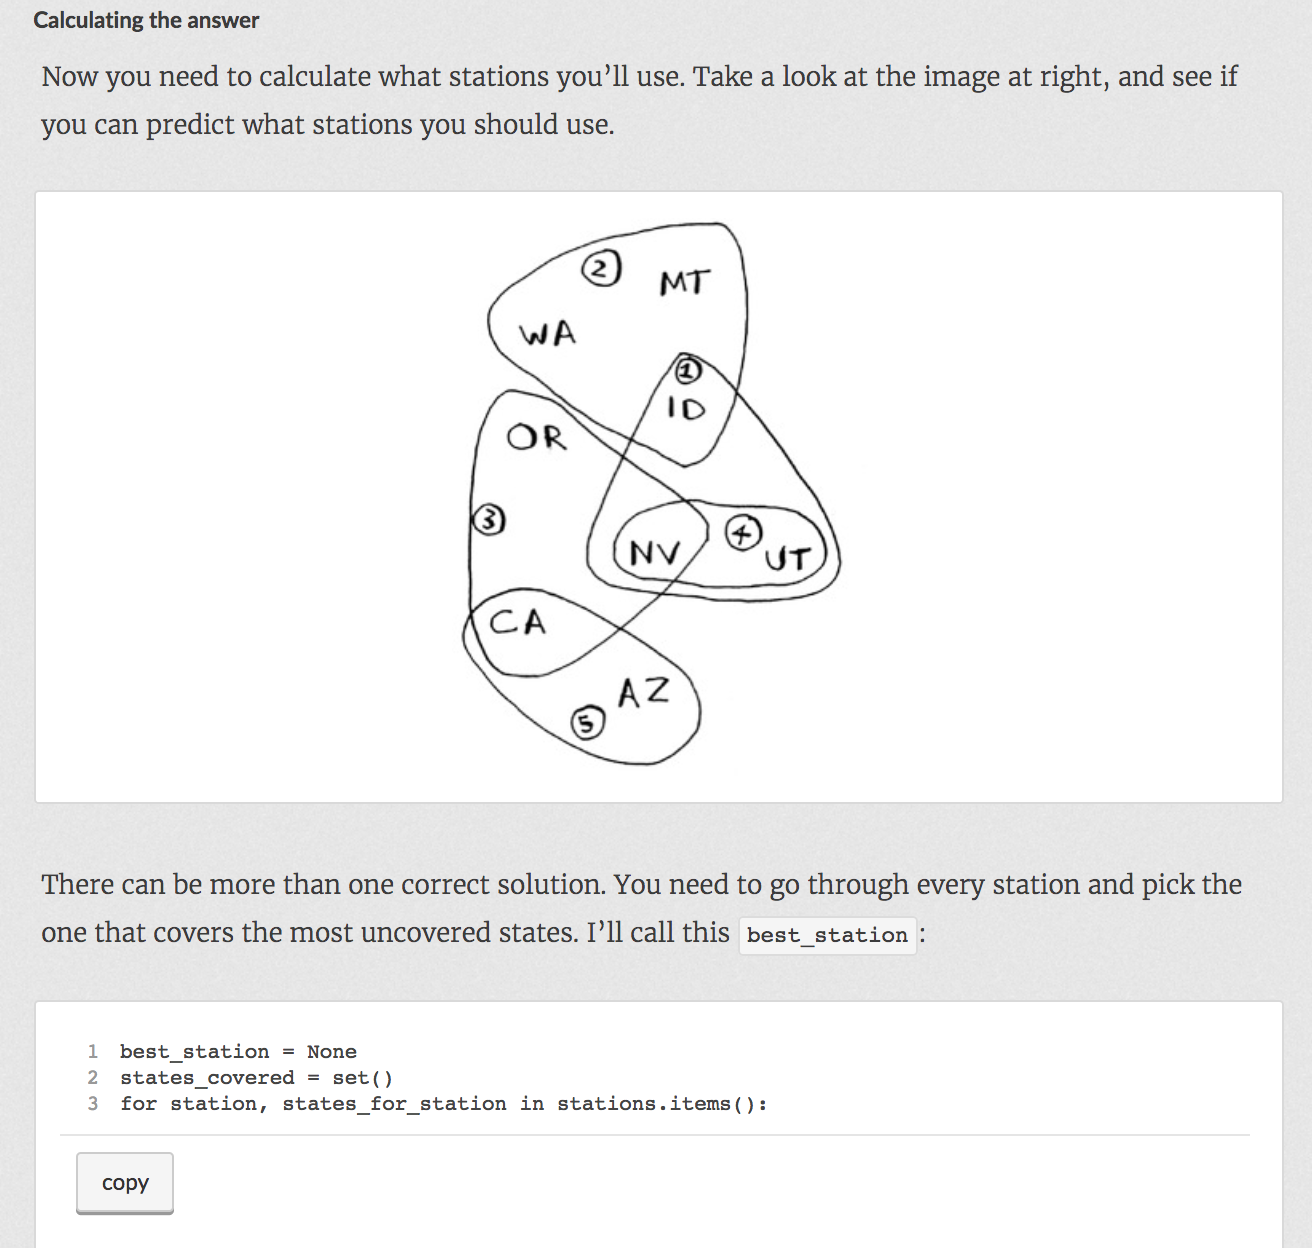 Calculating the answer
Now you need to calculate what stations you’ll use. Take a look at the image at right, and see if
you can predict what stations you should use.
2
MT
WA
1
ID
OR
3
4
NV
UT
CA
AZ
5
There can be more than one correct solution. You need to go through every station and pick the
one that covers the most uncovered states. I’ll call this best_station :
1 best_station = None
2 states_covered = set()
3 for station, states_for_station in stations.items():
copy